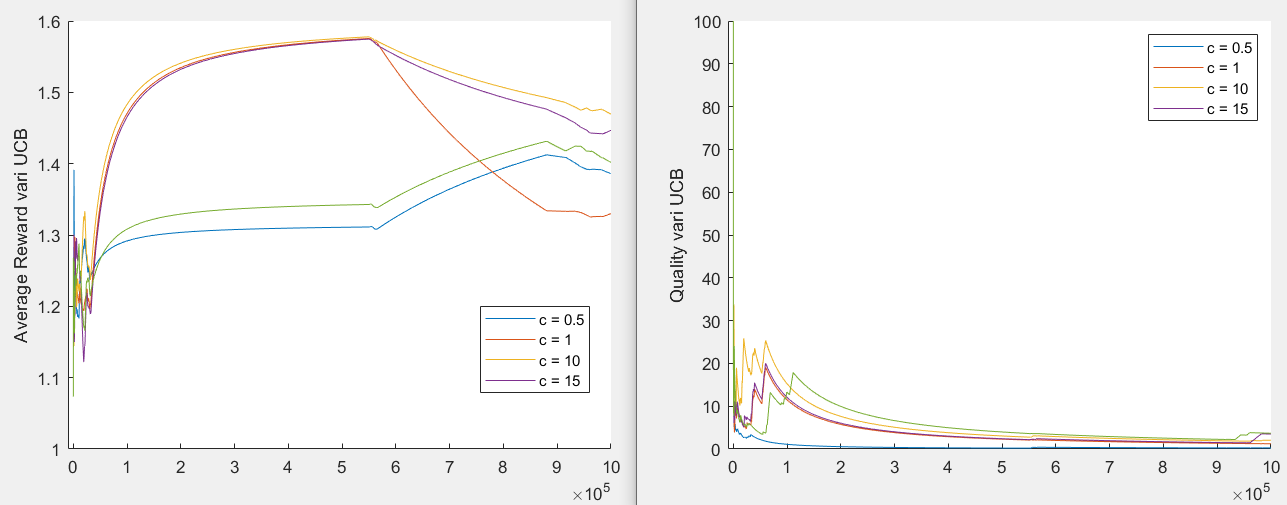 Average Reward vari UCB
1.6
1.5
1.4
1.3
1.2
1.1
1
0 1 2 3 4 5 6 7 8 9 10
×10^5
c = 0.5
c = 1
c = 10
c = 15
Quality vari UCB
100
90
80
70
60
50
40
30
20
10
0
0 1 2 3 4 5 6 7 8 9 10
×10^5
c = 0.5
c = 1
c = 10
c = 15